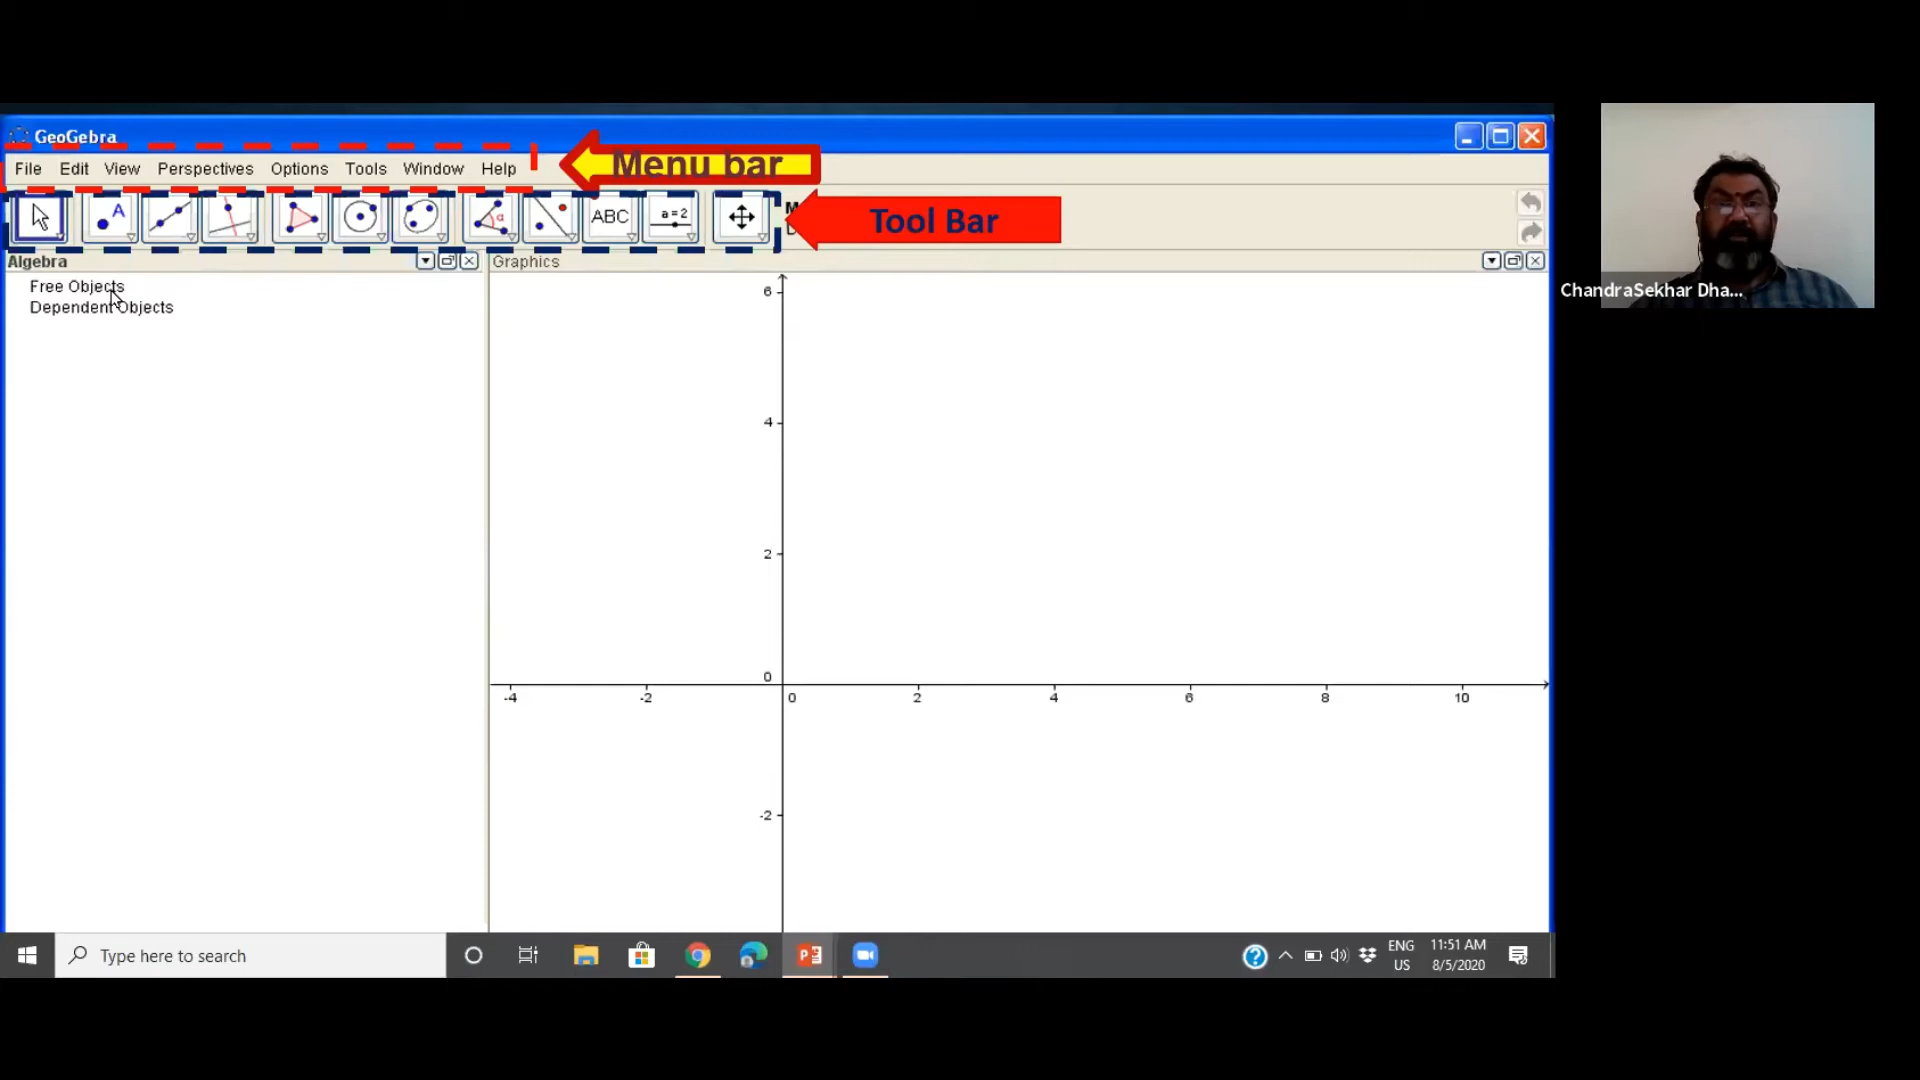 GeoGebra
File Edit View Perspectives Options Tools Window Help
Menu bar
A
α
ABC
a=2
Tool Bar
Algebra
Graphics
Free Objects
Dependent Objects
6
4
2
0
-4 -2 0 2 4 6 8 10
-2
ChandraSekhar Dha...
Type here to search
ENG
US
11:51 AM
8/5/2020